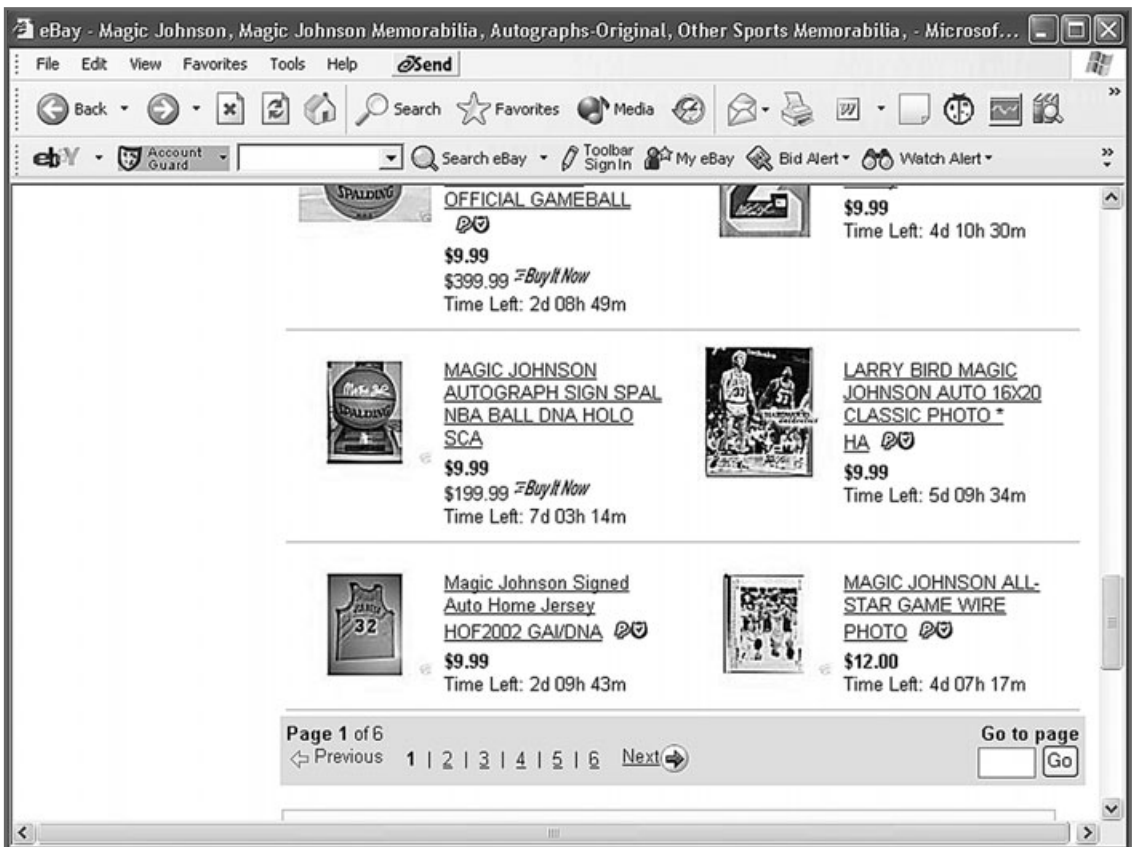 eBay - Magic Johnson, Magic Johnson Memorabilia, Autographs-Original, Other Sports Memorabilia, - Microsof...
File Edit View Favorites Tools Help Send
Back Search Favorites Media
ebY Account Guard Search eBay Toolbar Sign In My eBay Bid Alert Watch Alert
SPALDING
OFFICIAL GAMEBALL
$9.99
$399.99 Buy It Now
Time Left: 2d 08h 49m
$9.99
Time Left: 4d 10h 30m
SPALDING
MAGIC JOHNSON
AUTOGRAPH SIGN SPAL
NBA BALL DNA HOLO
SCA
$9.99
$199.99 Buy It Now
Time Left: 7d 03h 14m
33
LARRY BIRD MAGIC
JOHNSON AUTO 16X20
CLASSIC PHOTO *
HA
$9.99
Time Left: 5d 09h 34m
32
Magic Johnson Signed
Auto Home Jersey
HOF2002 GAI/DNA
$9.99
Time Left: 2d 09h 43m
MAGIC JOHNSON ALL-
STAR GAME WIRE
PHOTO
$12.00
Time Left: 4d 07h 17m
Page 1 of 6
Previous 1 | 2 | 3 | 4 | 5 | 6 Next
Go to page
Go